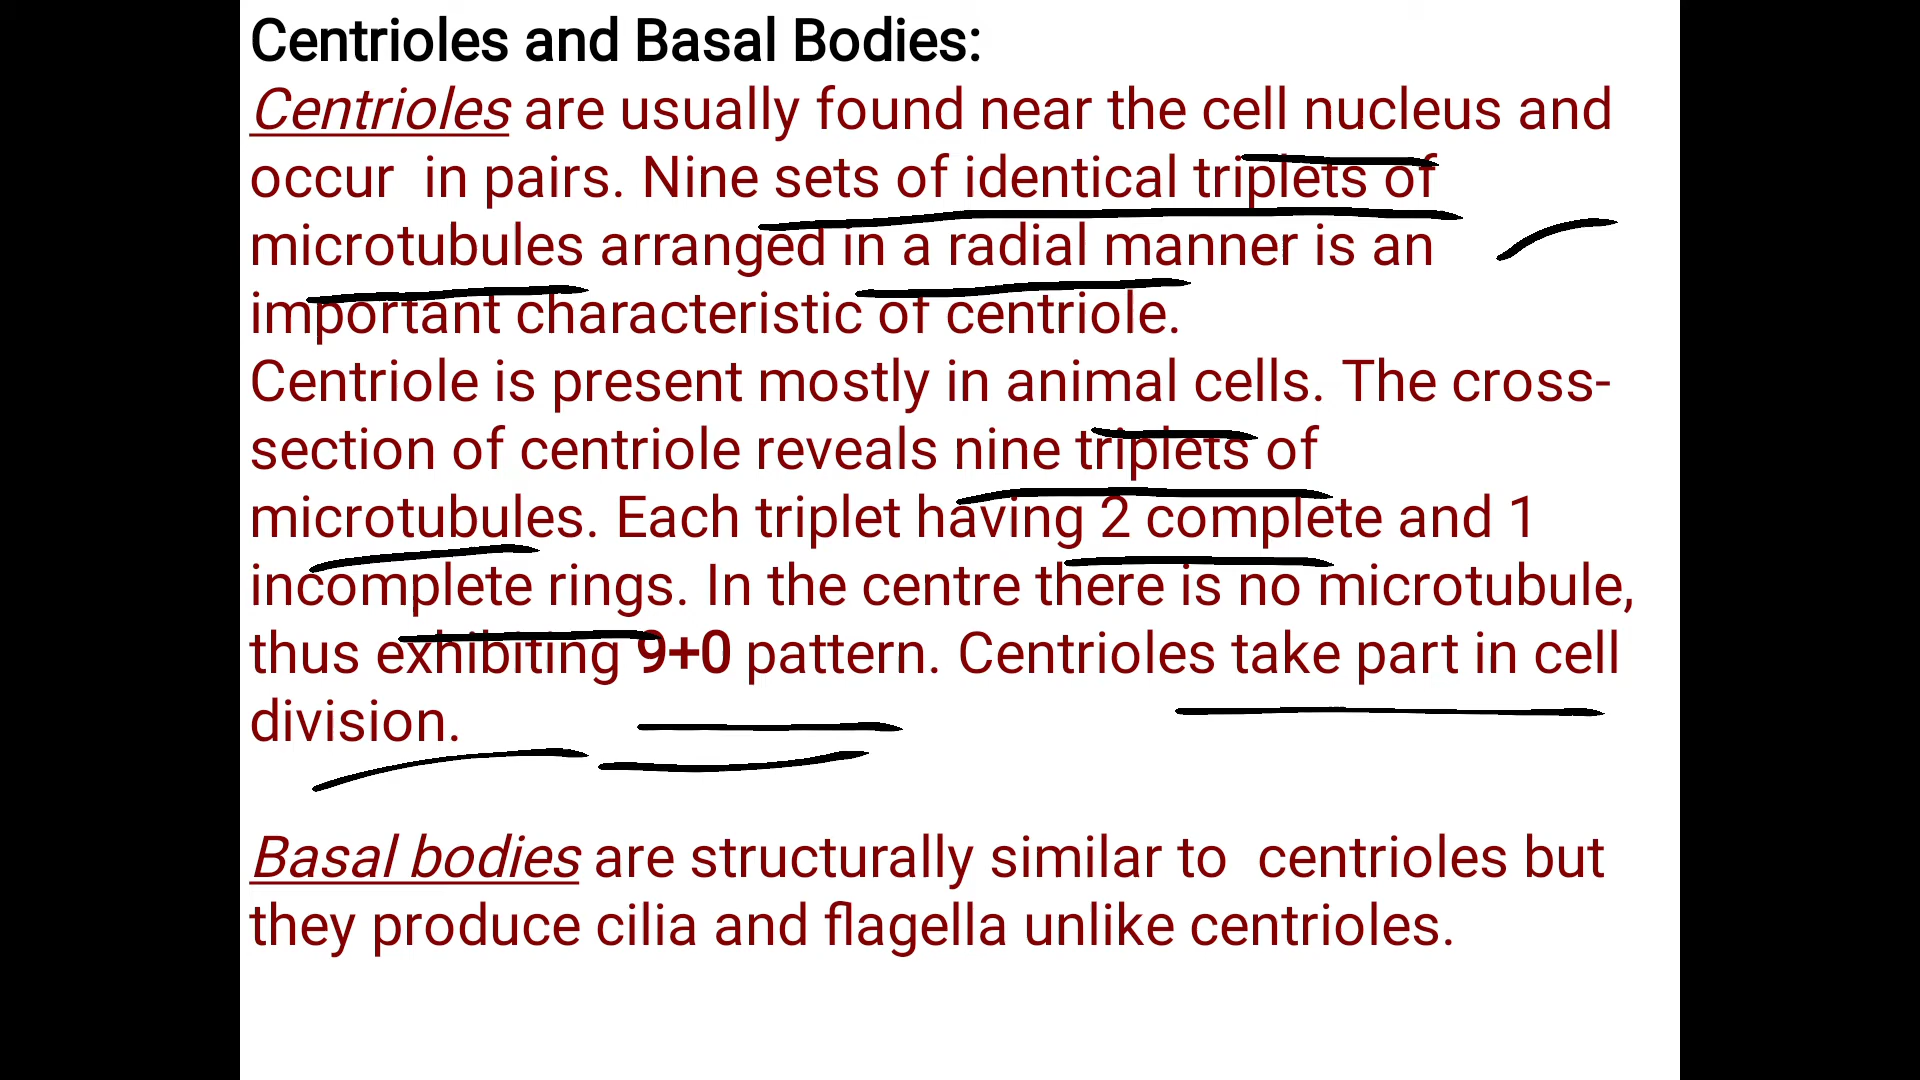 Centrioles and Basal Bodies:
Centrioles are usually found near the cell nucleus and
occur in pairs. Nine sets of identical triplets of
microtubules arranged in a radial manner is an
important characteristic of centriole.
Centriole is present mostly in animal cells. The cross-
section of centriole reveals nine triplets of
microtubules. Each triplet having 2 complete and 1
incomplete rings. In the centre there is no microtubule,
thus exhibiting 9+0 pattern. Centrioles take part in cell
division.
Basal bodies are structurally similar to centrioles but
they produce cilia and flagella unlike centrioles.